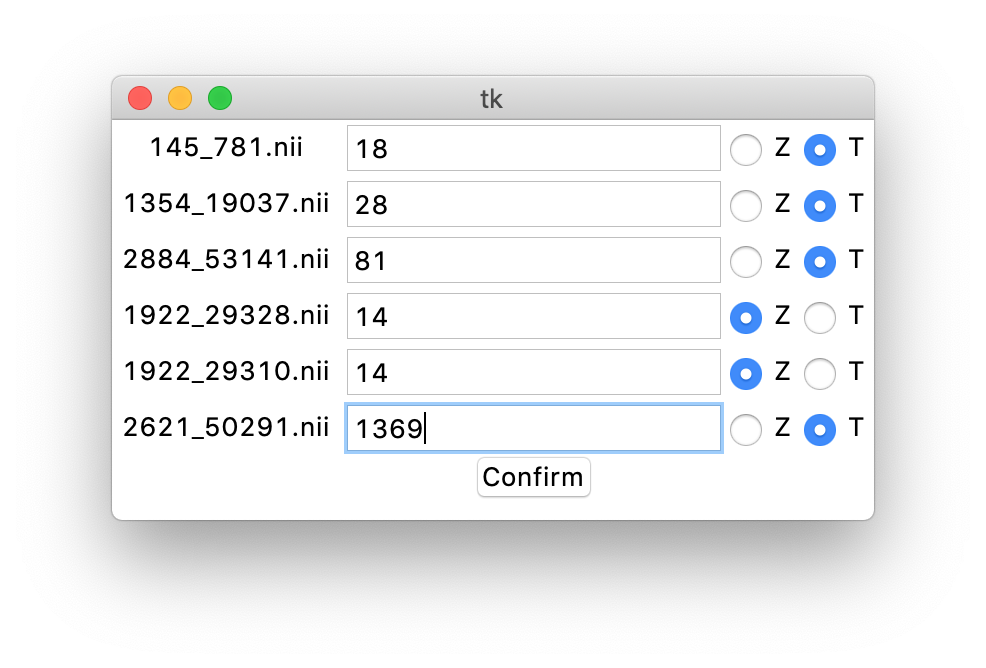 tk
145_781.nii 18 Z T
1354_19037.nii 28 Z T
2884_53141.nii 81 Z T
1922_29328.nii 14 Z T
1922_29310.nii 14 Z T
2621_50291.nii 1369 Z T
Confirm